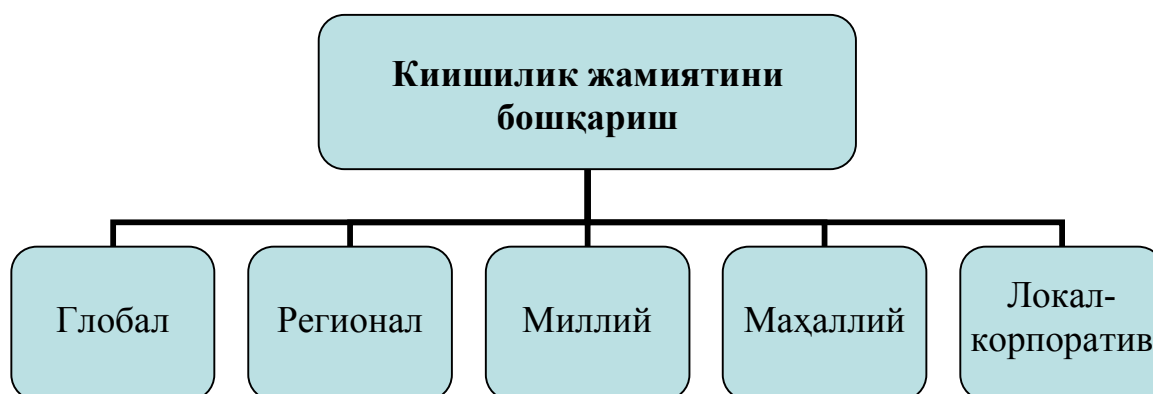 Киишилик жамиятини
бошқариш
Глобал
Регионал
Миллий
Маҳаллий
Локал-
корпоратив